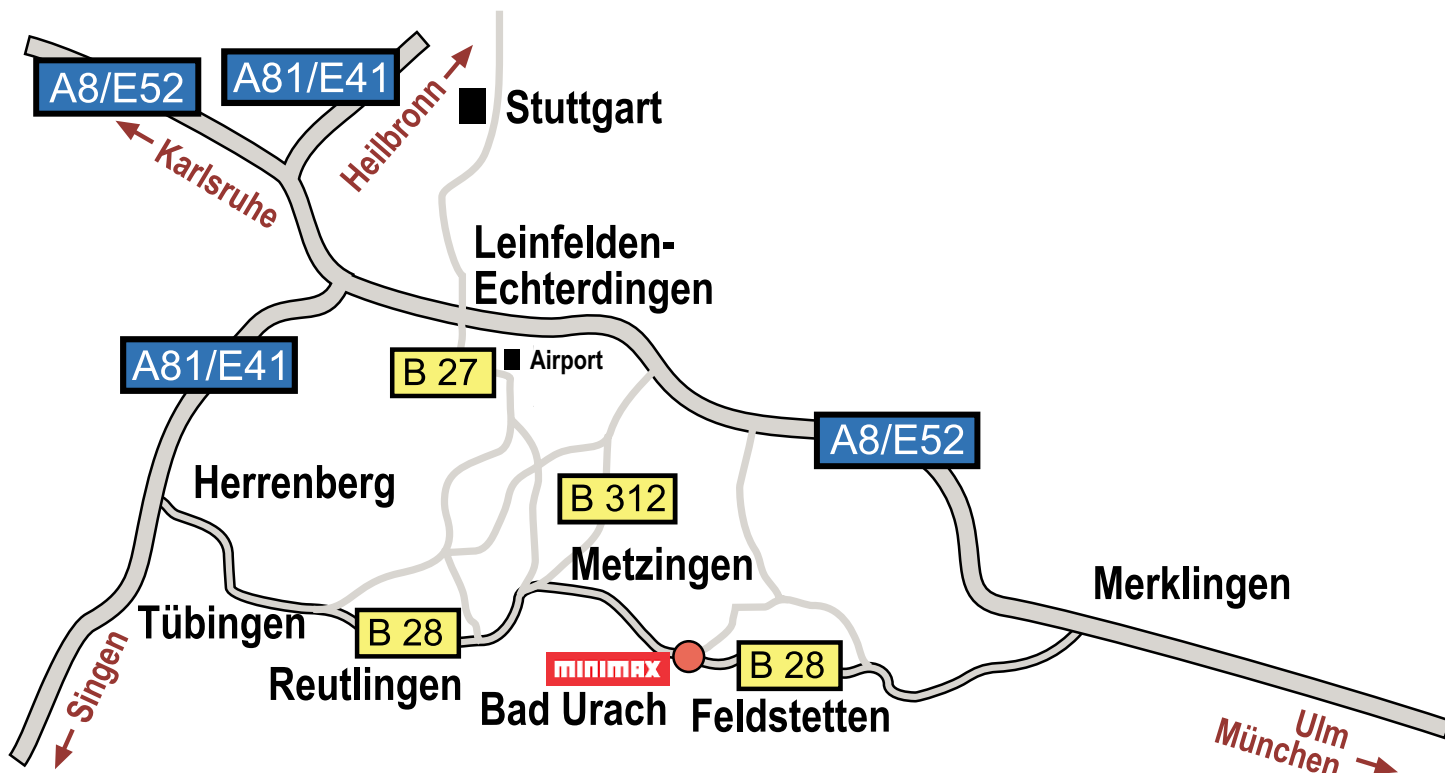 A8/E52
A81/E41
Heilbronn
Karlsruhe
Stuttgart
Leinfelden-
Echterdingen
A81/E41
B 27
Airport
A8/E52
Herrenberg
B 312
Metzingen
Merklingen
Tübingen
B 28
Reutlingen
MINIMAX
B 28
Singen
Bad Urach
Feldstetten
Ulm
München